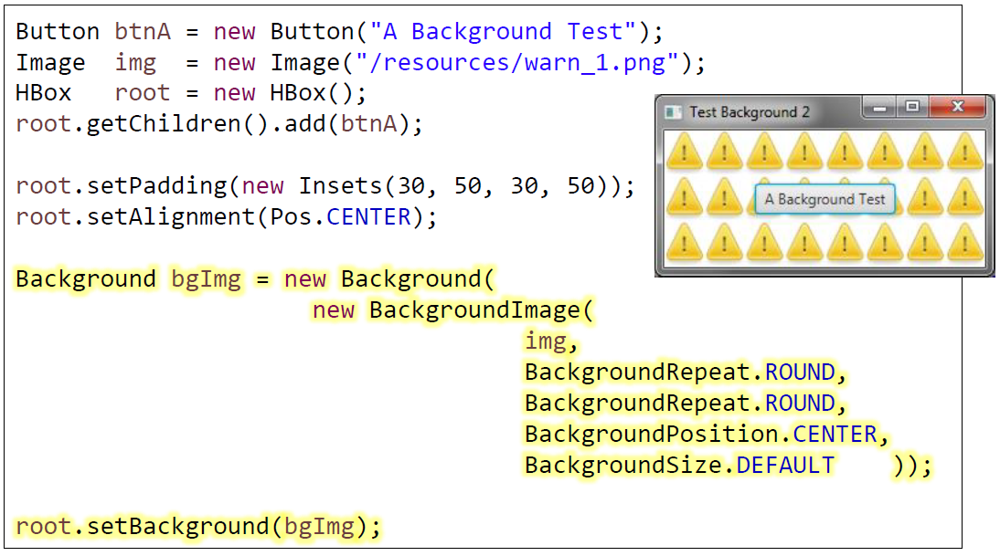 Button btnA = new Button("A Background Test");
Image  img  = new Image("/resources/warn_1.png");
HBox   root = new HBox();
root.getChildren().add(btnA);
root.setPadding(new Insets(30, 50, 30, 50));
root.setAlignment(Pos.CENTER);
Background bgImg = new Background(
new BackgroundImage(
img,
BackgroundRepeat.ROUND,
BackgroundRepeat.ROUND,
BackgroundPosition.CENTER,
BackgroundSize.DEFAULT    ));
root.setBackground(bgImg);
Test Background 2
A Background Test